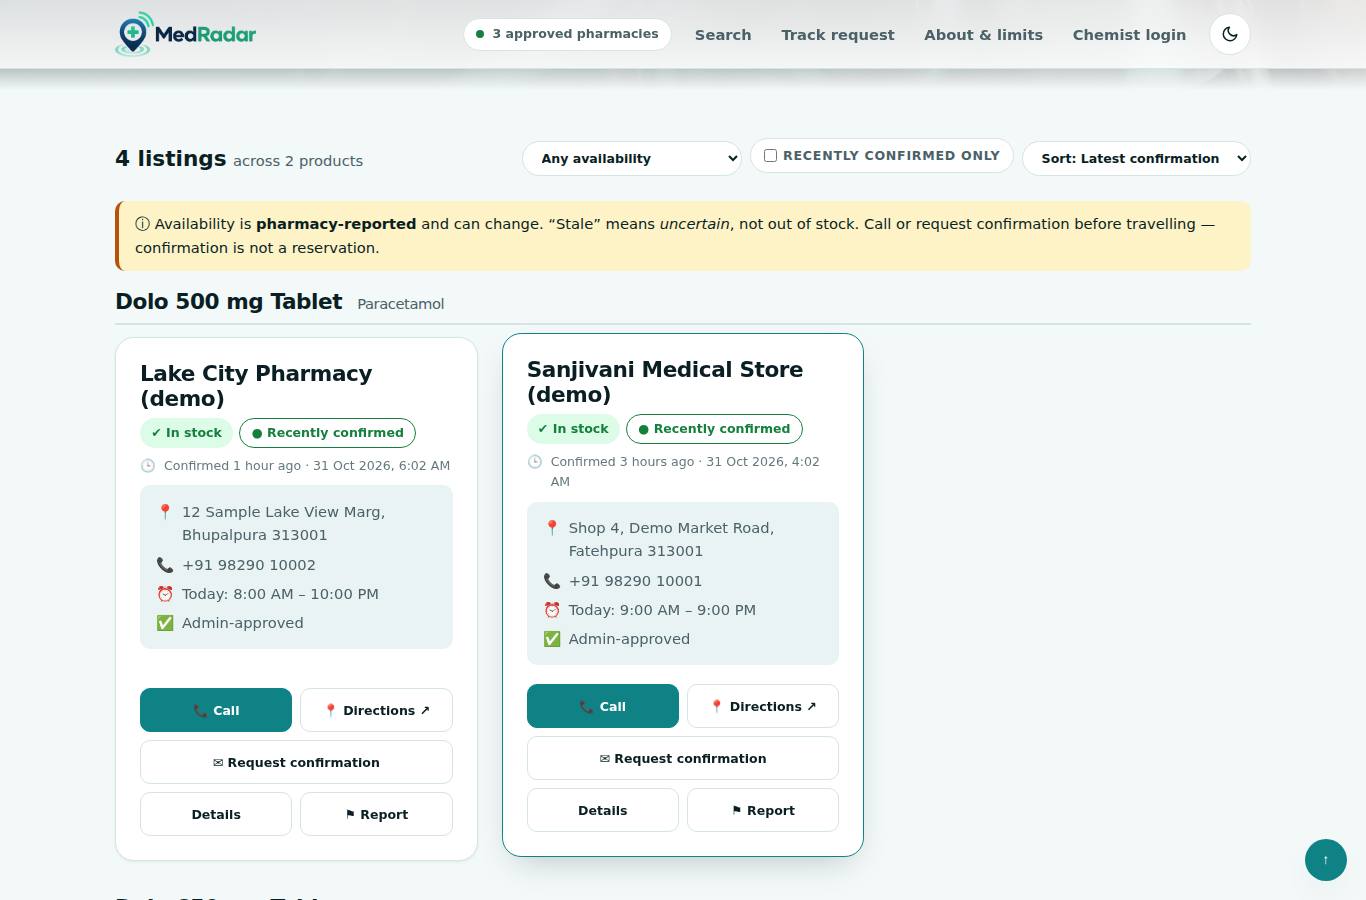 MedRadar
3 approved pharmacies
Search
Track request
About & limits
Chemist login
4 listings across 2 products
Any availability
RECENTLY CONFIRMED ONLY
Sort: Latest confirmation
ⓘ Availability is pharmacy-reported and can change. “Stale” means uncertain, not out of stock. Call or request confirmation before travelling —
confirmation is not a reservation.
Dolo 500 mg Tablet Paracetamol
Lake City Pharmacy
(demo)
✔ In stock
● Recently confirmed
🕒 Confirmed 1 hour ago · 31 Oct 2026, 6:02 AM
📍 12 Sample Lake View Marg,
Bhupalpura 313001
📞 +91 98290 10002
⏰ Today: 8:00 AM – 10:00 PM
✅ Admin-approved
📞 Call
📍 Directions ↗
✉ Request confirmation
Details
⚑ Report
Sanjivani Medical Store
(demo)
✔ In stock
● Recently confirmed
🕒 Confirmed 3 hours ago · 31 Oct 2026, 4:02
AM
📍 Shop 4, Demo Market Road,
Fatehpura 313001
📞 +91 98290 10001
⏰ Today: 9:00 AM – 9:00 PM
✅ Admin-approved
📞 Call
📍 Directions ↗
✉ Request confirmation
Details
⚑ Report
↑